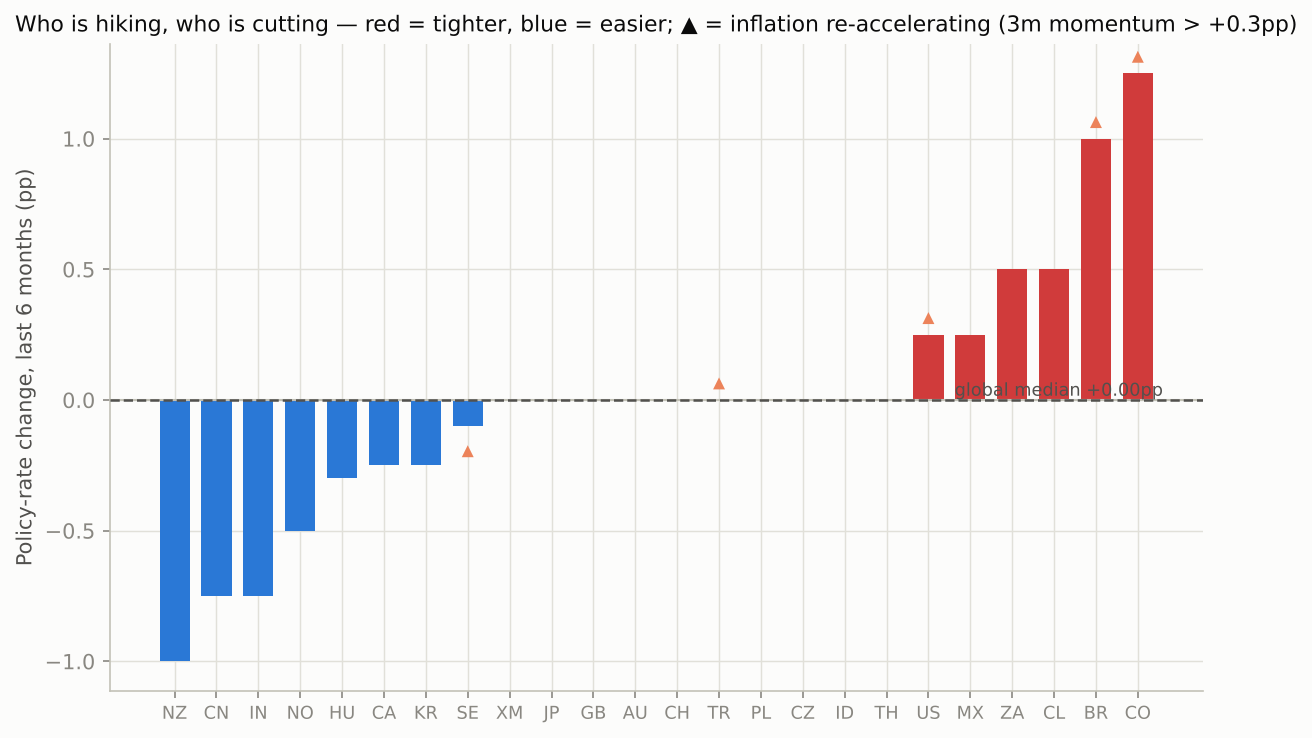 Who is hiking, who is cutting — red = tighter, blue = easier; ▲ = inflation re-accelerating (3m momentum > +0.3pp)
Policy-rate change, last 6 months (pp)
1.0
0.5
0.0
−0.5
−1.0
global median +0.00pp
NZ CN IN NO HU CA KR SE XM JP GB AU CH TR PL CZ ID TH US MX ZA CL BR CO